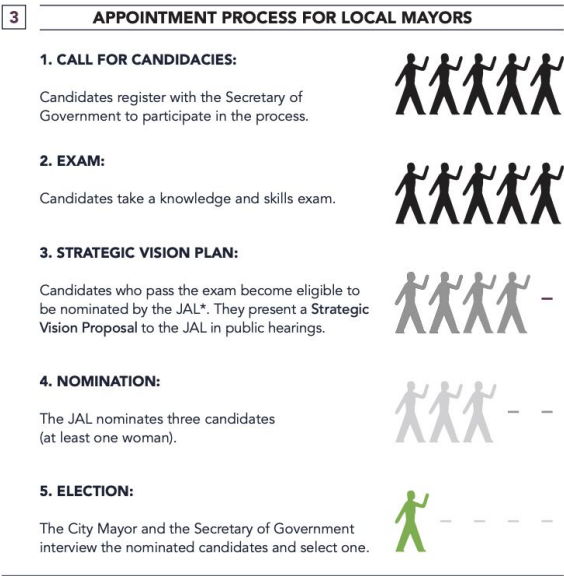 3
APPOINTMENT PROCESS FOR LOCAL MAYORS
1. CALL FOR CANDIDACIES:
Candidates register with the Secretary of
Government to participate in the process.
2. EXAM:
Candidates take a knowledge and skills exam.
3. STRATEGIC VISION PLAN:
Candidates who pass the exam become eligible to
be nominated by the JAL*. They present a Strategic
Vision Proposal to the JAL in public hearings.
4. NOMINATION:
The JAL nominates three candidates
(at least one woman).
5. ELECTION:
The City Mayor and the Secretary of Government
interview the nominated candidates and select one.